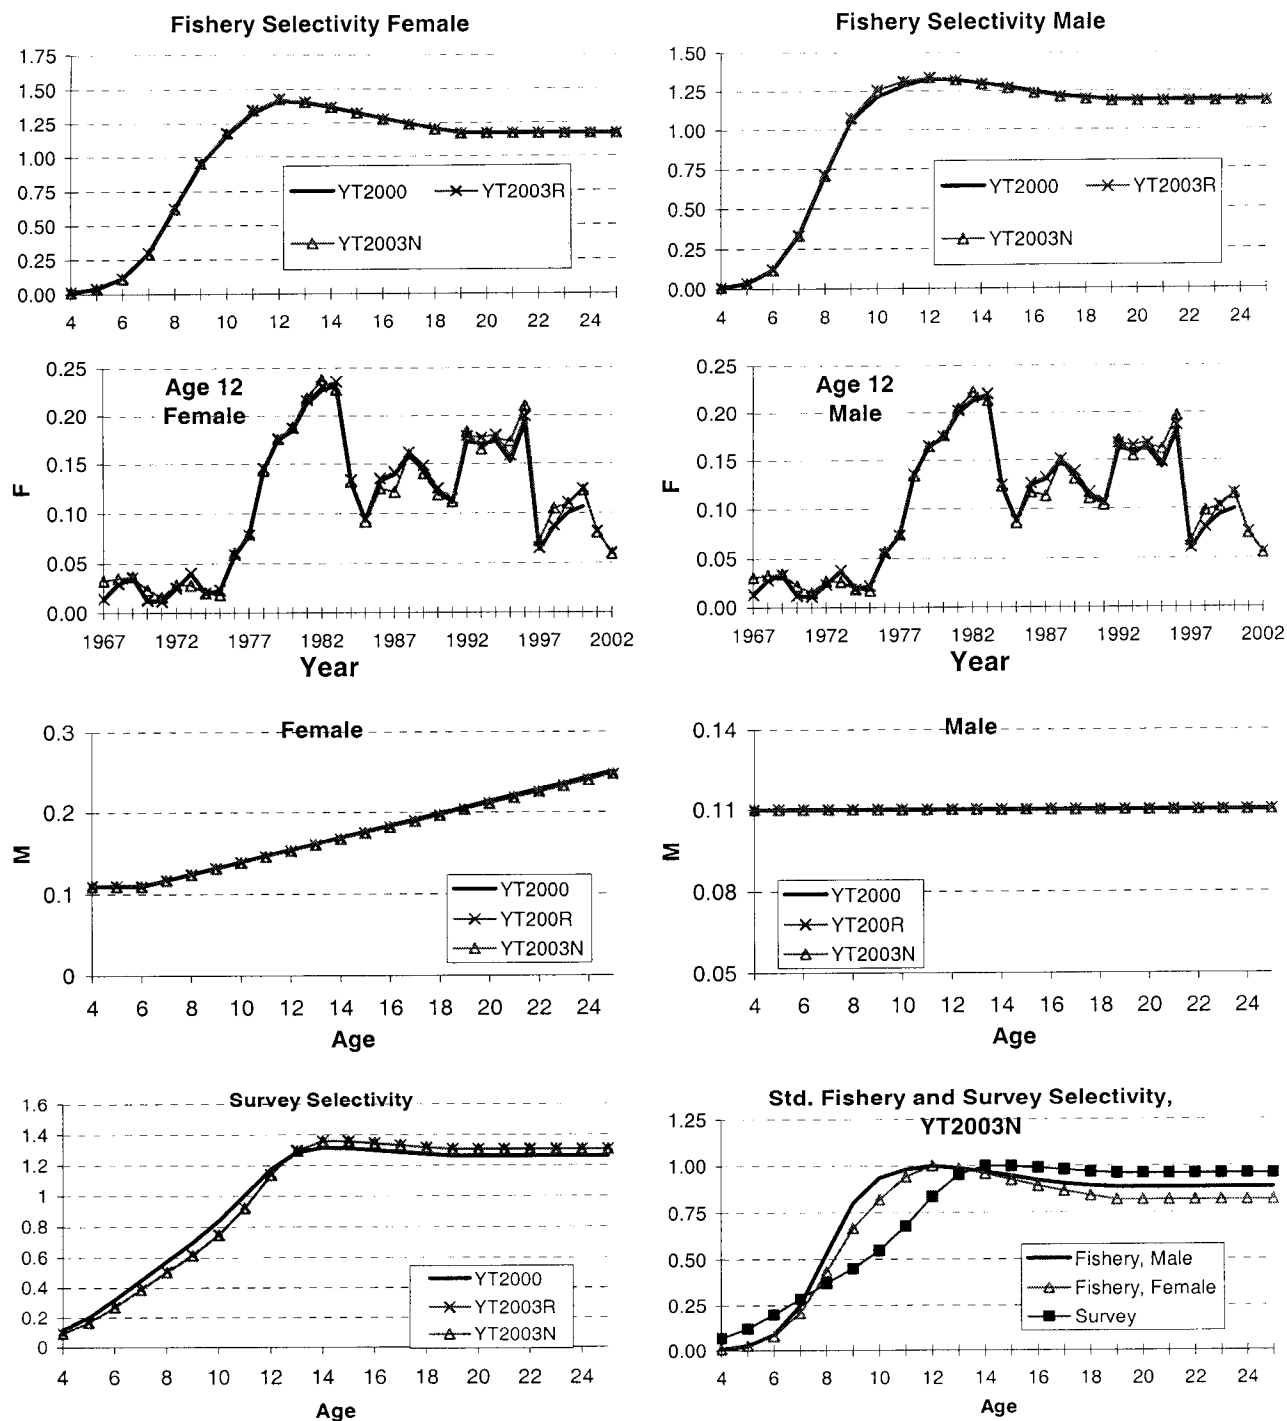 Fishery Selectivity Female
1.75
1.50
1.25
1.00
0.75
0.50
0.25
0.00
YT2000
YT2003R
YT2003N
4 6 8 10 12 14 16 18 20 22 24
Fishery Selectivity Male
1.50
1.25
1.00
0.75
0.50
0.25
0.00
YT2000
YT2003R
YT2003N
4 6 8 10 12 14 16 18 20 22 24
0.25
0.20
0.15
0.10
0.05
0.00
F
Age 12
Female
1967 1972 1977 1982 1987 1992 1997 2002
Year
0.25
0.20
0.15
0.10
0.05
0.00
F
Age 12
Male
1967 1972 1977 1982 1987 1992 1997 2002
Year
Female
0.3
0.2
0.1
0
M
YT2000
YT200R
YT2003N
4 6 8 10 12 14 16 18 20 22 24
Age
Male
0.14
0.11
0.08
0.05
M
YT2000
YT200R
YT2003N
4 6 8 10 12 14 16 18 20 22 24
Age
Survey Selectivity
1.6
1.4
1.2
1
0.8
0.6
0.4
0.2
0
YT2000
YT2003R
YT2003N
4 6 8 10 12 14 16 18 20 22 24
Age
Std. Fishery and Survey Selectivity,
YT2003N
1.25
1.00
0.75
0.50
0.25
0.00
Fishery, Male
Fishery, Female
Survey
4 6 8 10 12 14 16 18 20 22 24
Age